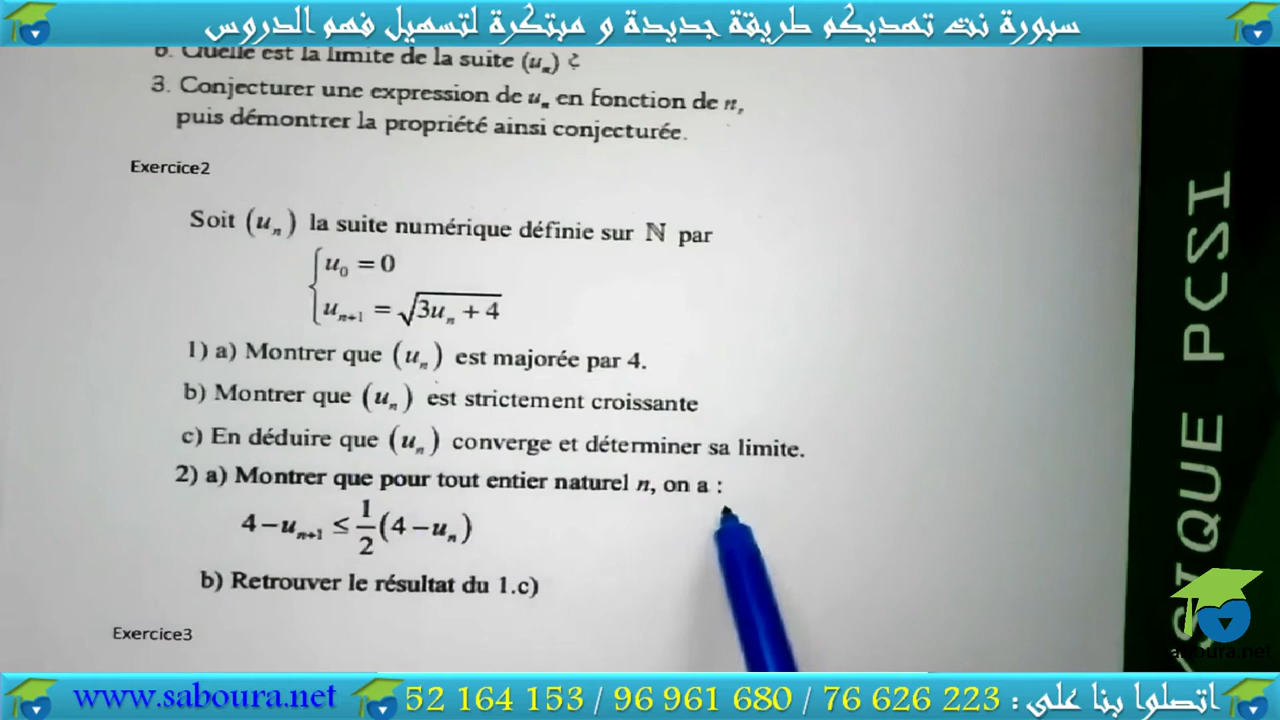 سبورة نت تهديكم طريقة جديدة و مبتكرة لتسهيل فهم الدروس
6. Quelle est la limite de la suite (uₙ) ?
3. Conjecturer une expression de uₙ en fonction de n,
puis démontrer la propriété ainsi conjecturée.
Exercice2
Soit (uₙ) la suite numérique définie sur ℕ par
u₀ = 0
uₙ₊₁ = √(3uₙ + 4)
1) a) Montrer que (uₙ) est majorée par 4.
b) Montrer que (uₙ) est strictement croissante
c) En déduire que (uₙ) converge et déterminer sa limite.
2) a) Montrer que pour tout entier naturel n, on a :
4 − uₙ₊₁ ≤ 1/2 (4 − uₙ)
b) Retrouver le résultat du 1.c)
Exercice3
SIQUE PCSI
saboura.net
www.saboura.net
اتصلوا بنا على : 52 164 153 / 96 961 680 / 76 626 223